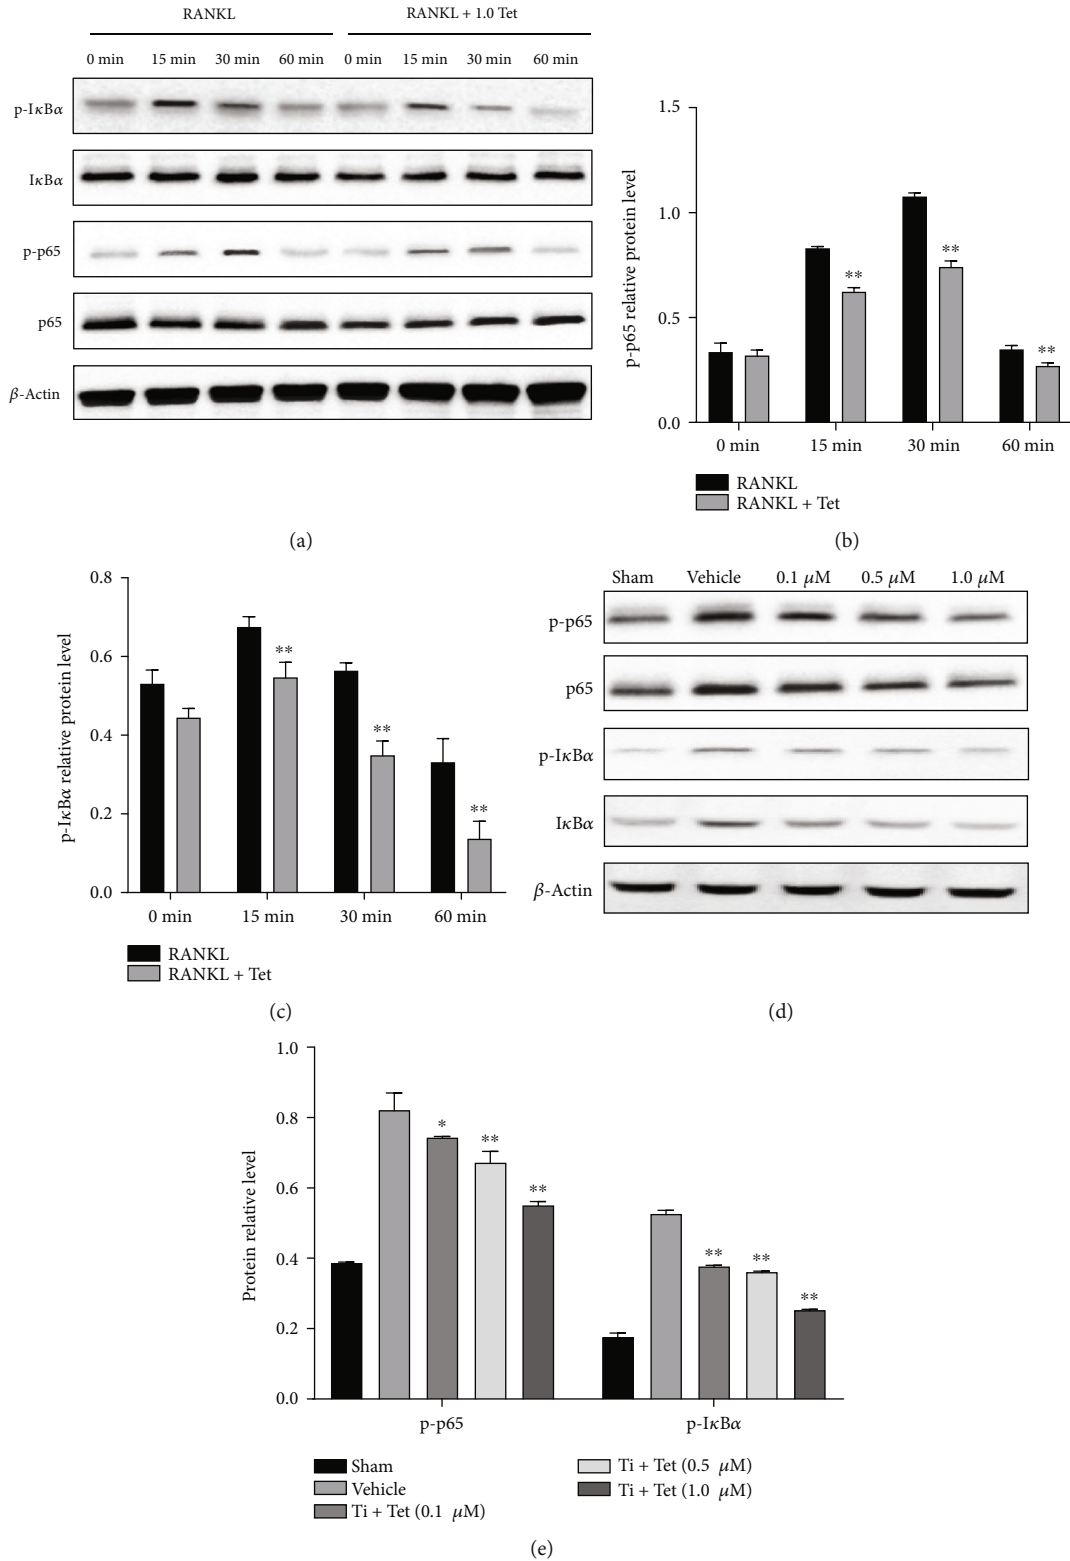 RANKL RANKL + 1.0 Tet
0 min 15 min 30 min 60 min 0 min 15 min 30 min 60 min
p-IκBα
IκBα
p-p65
p65
β-Actin
(a)
1.5
1.0
0.5
0.0
p-p65 relative protein level
** ** **
0 min 15 min 30 min 60 min
RANKL
RANKL + Tet
(b)
0.8
0.6
0.4
0.2
0.0
p-IκBα relative protein level
** ** **
0 min 15 min 30 min 60 min
RANKL
RANKL + Tet
(c)
Sham Vehicle 0.1 μM 0.5 μM 1.0 μM
p-p65
p65
p-IκBα
IκBα
β-Actin
(d)
1.0
0.8
0.6
0.4
0.2
0.0
Protein relative level
* ** ** ** ** **
p-p65 p-IκBα
Sham
Vehicle
Ti + Tet (0.1 μM)
Ti + Tet (0.5 μM)
Ti + Tet (1.0 μM)
(e)